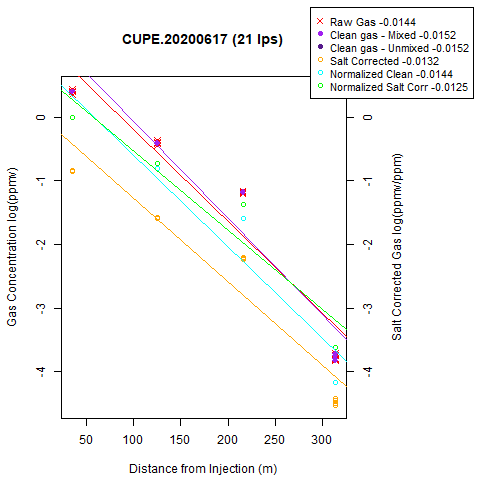 CUPE.20200617 (21 lps)
Raw Gas -0.0144
Clean gas - Mixed -0.0152
Clean gas - Unmixed -0.0152
Salt Corrected -0.0132
Normalized Clean -0.0144
Normalized Salt Corr -0.0125
Gas Concentration log(ppmv)
0
-1
-2
-3
-4
0
-1
-2
-3
-4
Salt Corrected Gas log(ppmv/ppm)
50 100 150 200 250 300
Distance from Injection (m)